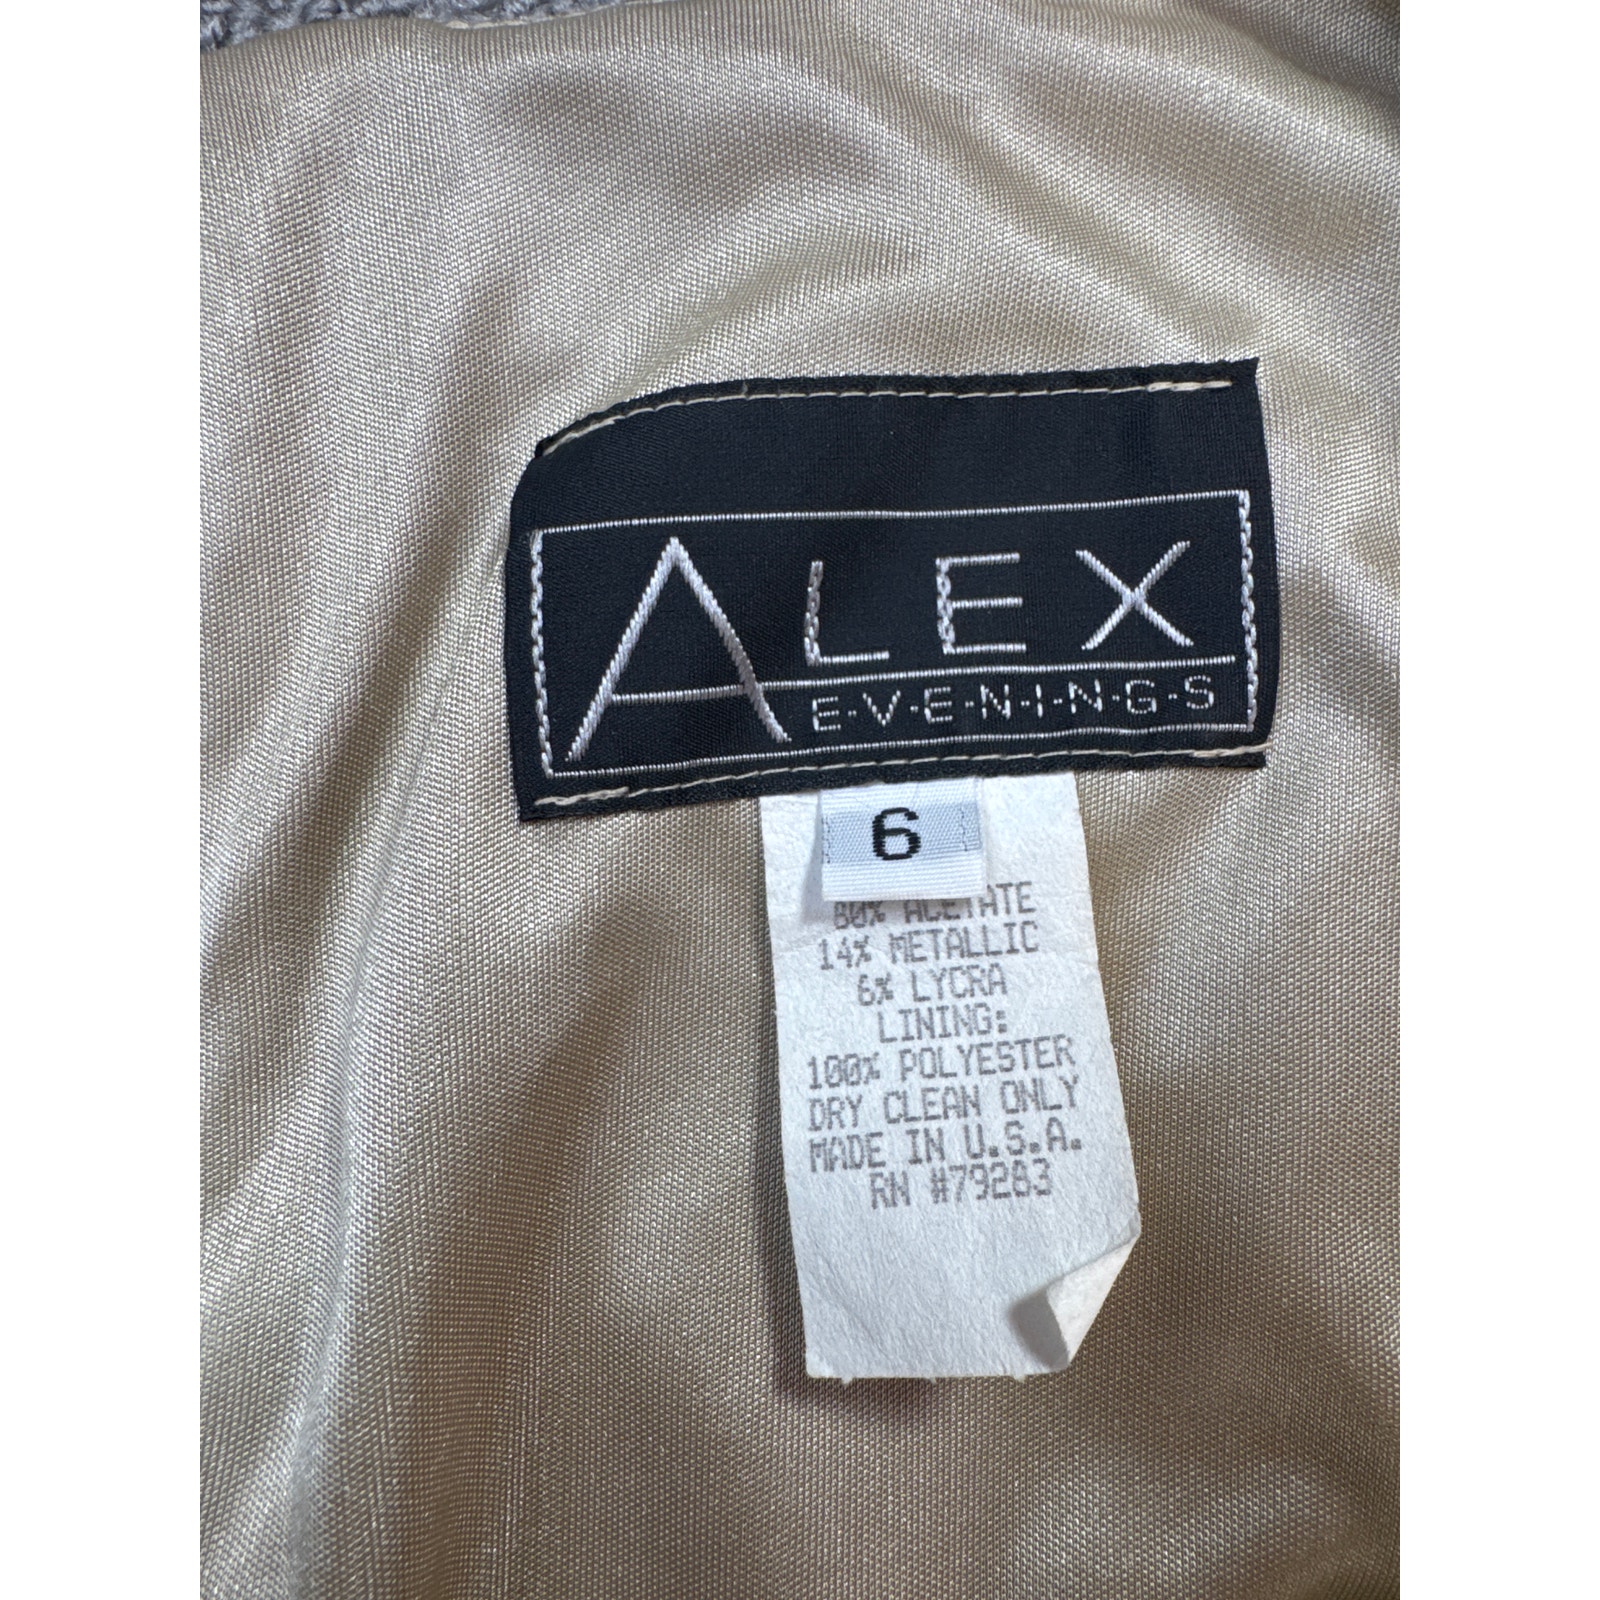 ALEX
E·V·E·N·I·N·G·S
6
80% ACETATE
14% METALLIC
6% LYCRA
LINING:
100% POLYESTER
DRY CLEAN ONLY
MADE IN U.S.A.
RN #79283